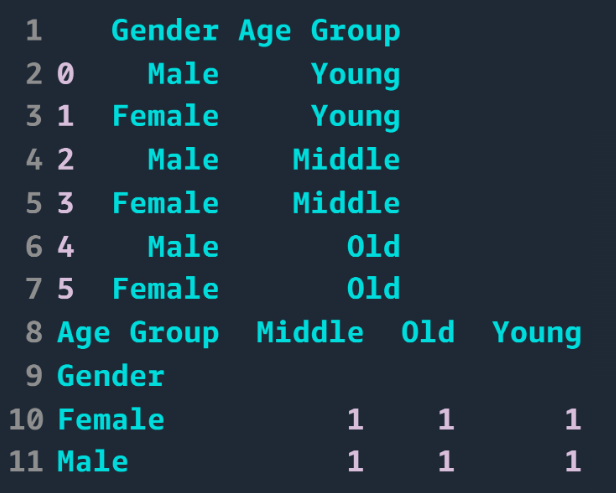 1 Gender Age Group
2 0 Male Young
3 1 Female Young
4 2 Male Middle
5 3 Female Middle
6 4 Male Old
7 5 Female Old
8 Age Group Middle Old Young
9 Gender
10 Female 1 1 1
11 Male 1 1 1